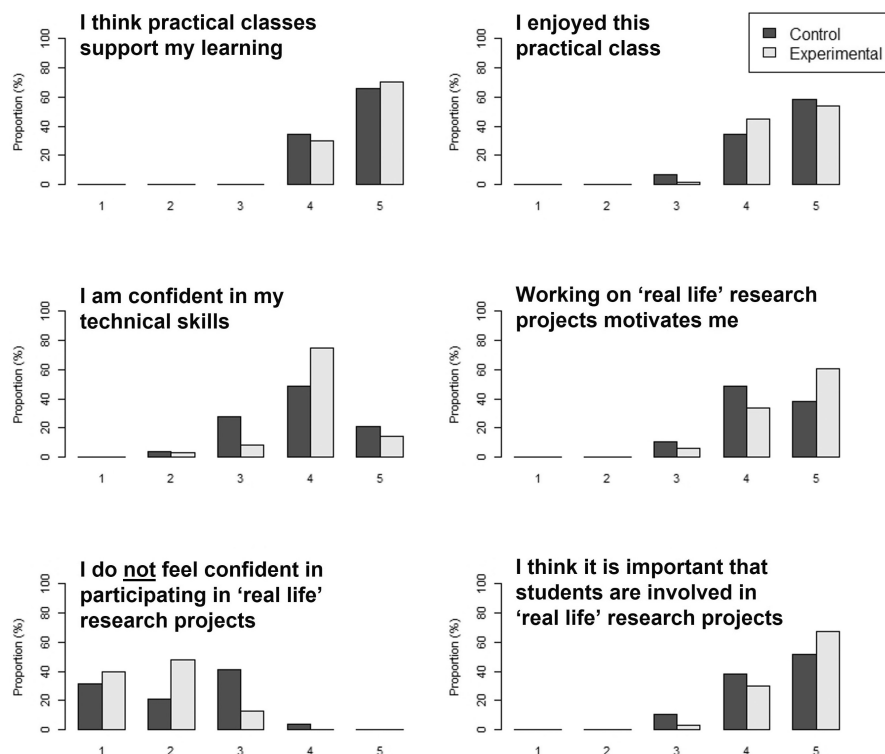 I think practical classes
support my learning
Proportion (%)
0 20 40 60 80 100
1 2 3 4 5
I enjoyed this
practical class
Control
Experimental
Proportion (%)
0 20 40 60 80 100
1 2 3 4 5
I am confident in my
technical skills
Proportion (%)
0 20 40 60 80 100
1 2 3 4 5
Working on ‘real life’ research
projects motivates me
Proportion (%)
0 20 40 60 80 100
1 2 3 4 5
I do not feel confident in
participating in ‘real life’
research projects
Proportion (%)
0 20 40 60 80 100
1 2 3 4 5
I think it is important that
students are involved in
‘real life’ research projects
Proportion (%)
0 20 40 60 80 100
1 2 3 4 5